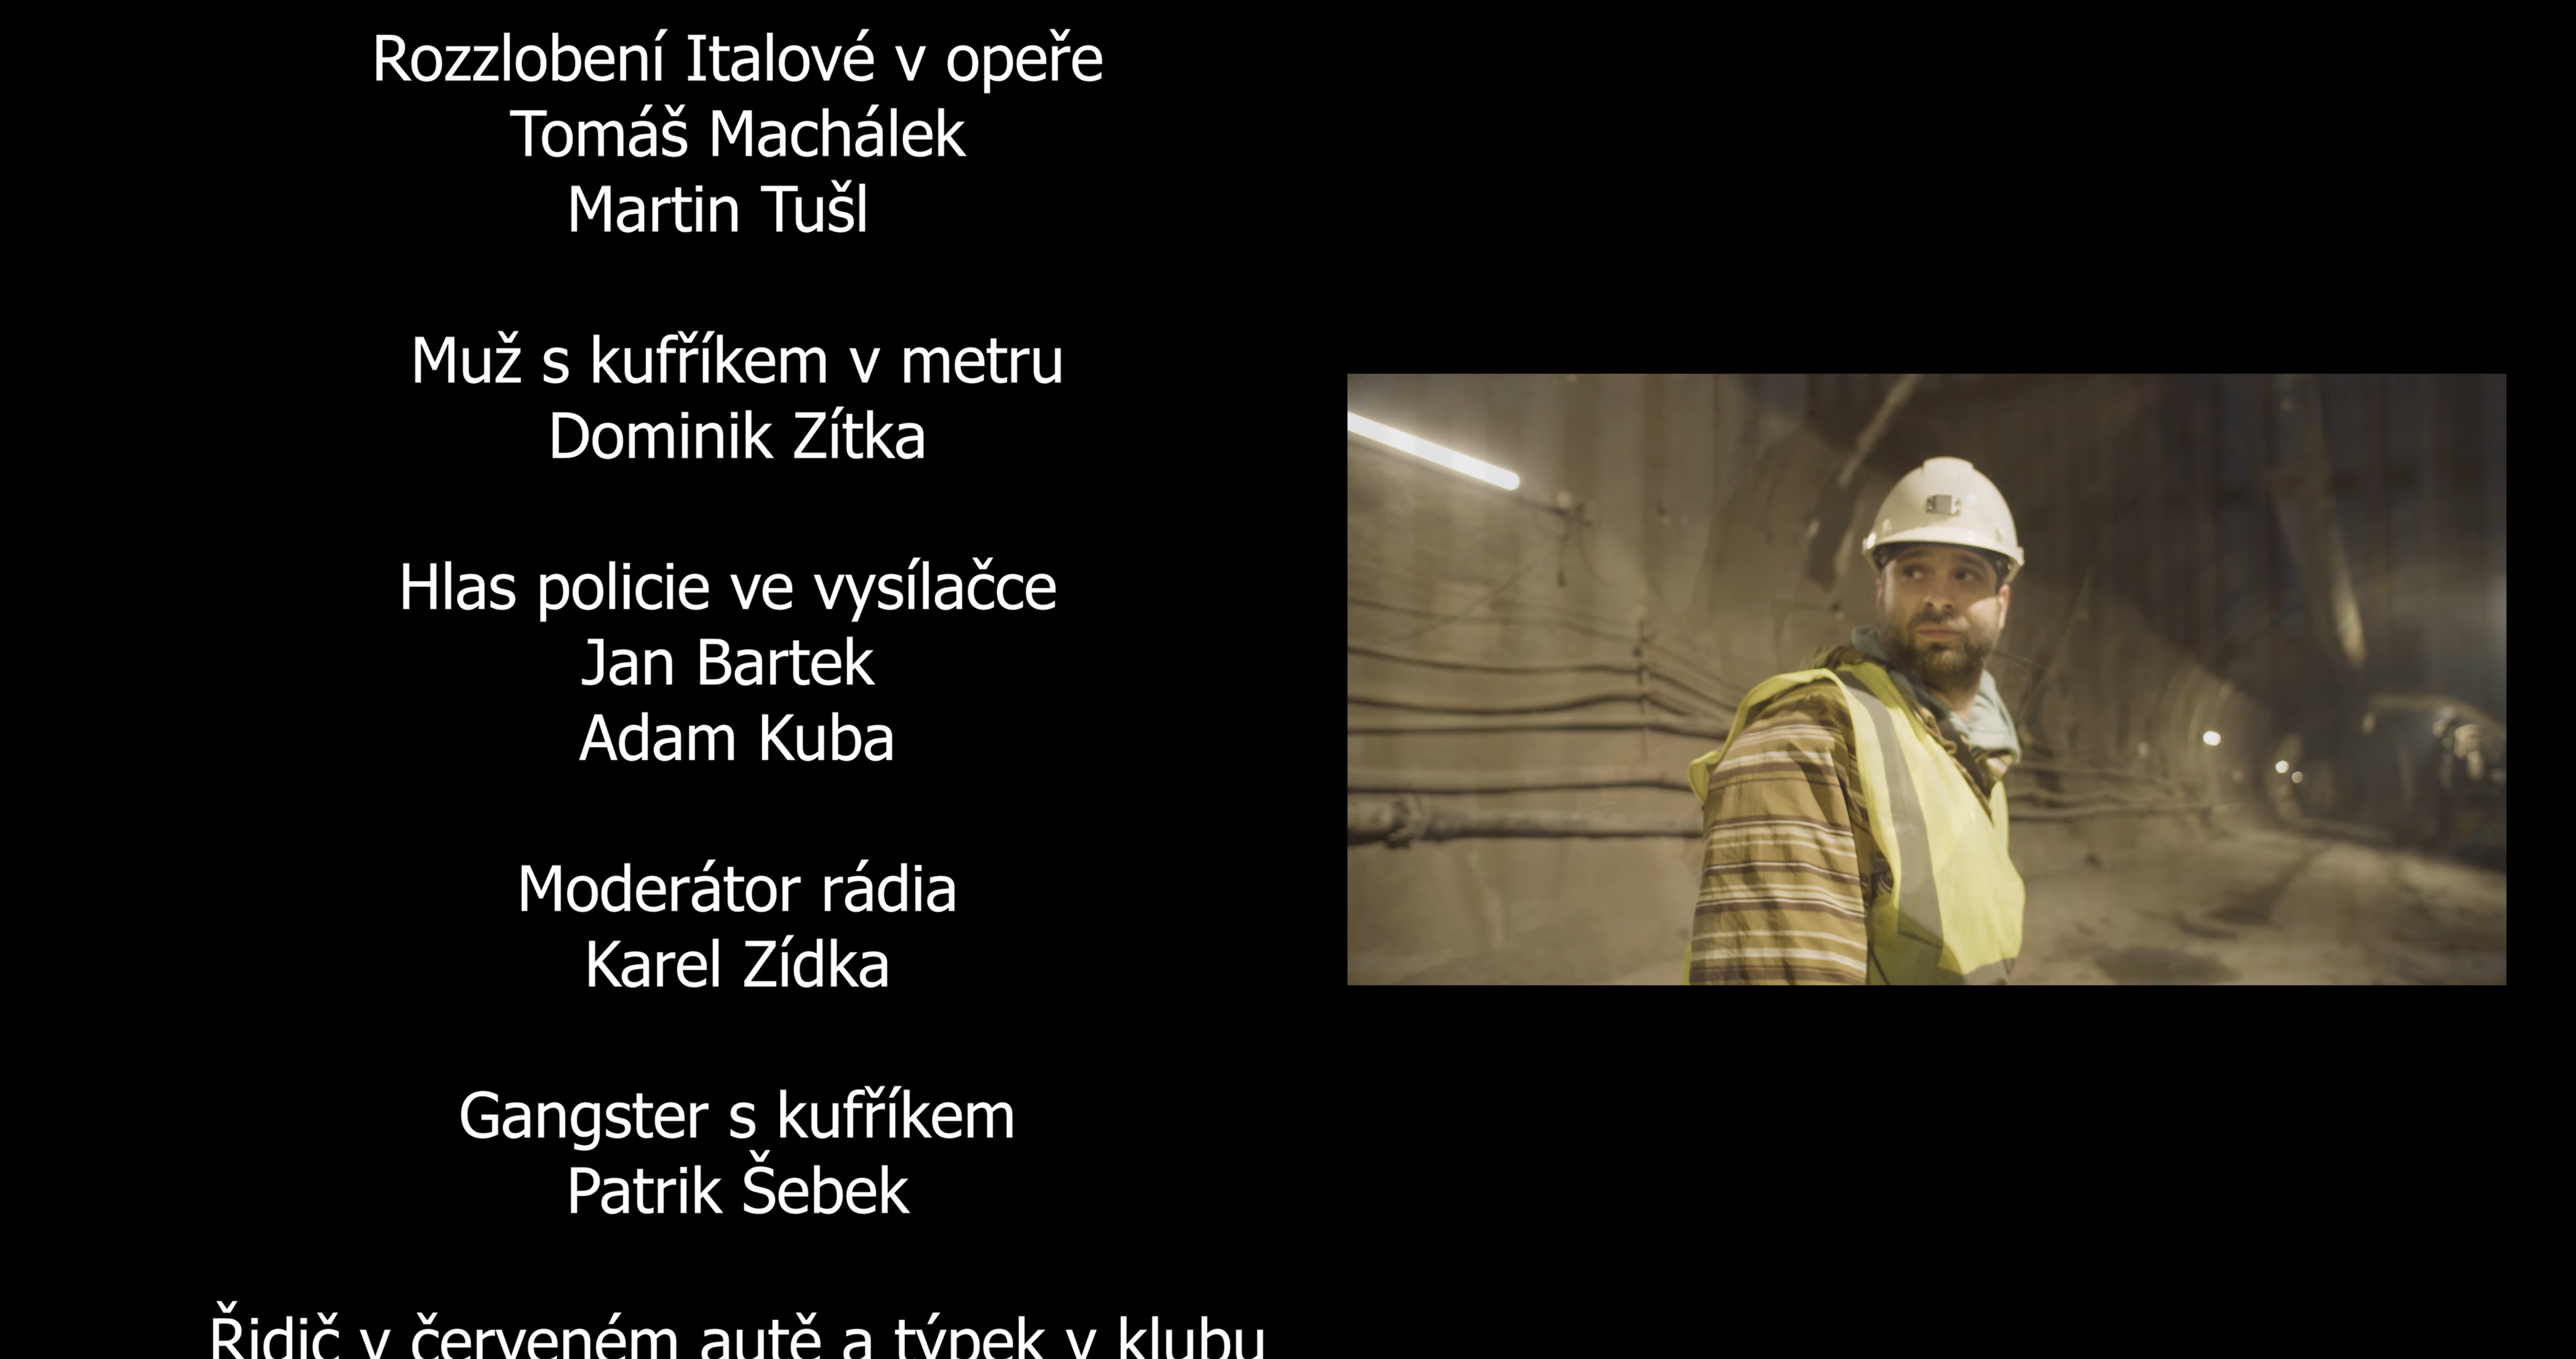 Rozzlobení Italové v opeře
Tomáš Machálek
Martin Tušl
Muž s kufříkem v metru
Dominik Zítka
Hlas policie ve vysílačce
Jan Bartek
Adam Kuba
Moderátor rádia
Karel Zídka
Gangster s kufříkem
Patrik Šebek
Řidič v červeném autě a týpek v klubu